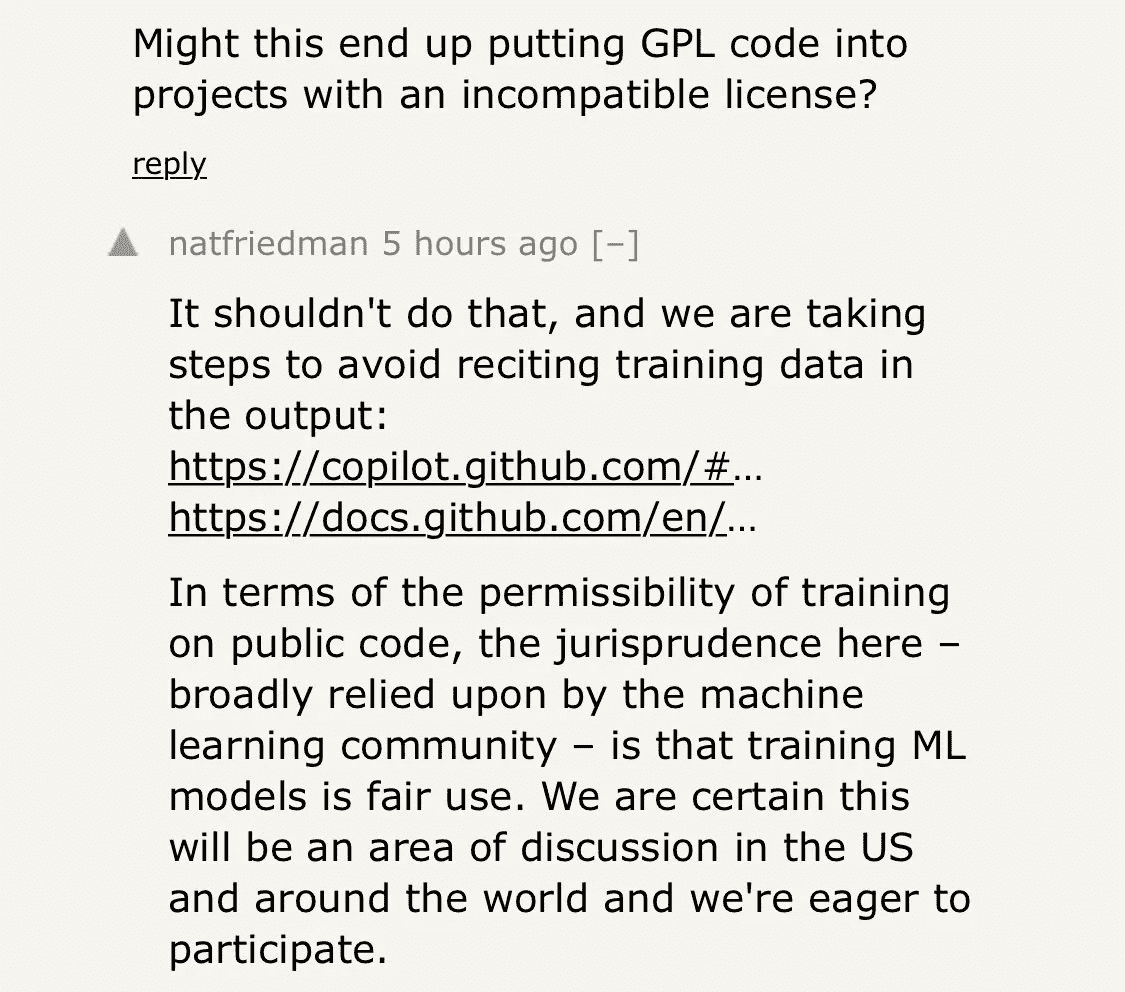 Might this end up putting GPL code into
projects with an incompatible license?
reply
natfriedman 5 hours ago [–]
It shouldn't do that, and we are taking
steps to avoid reciting training data in
the output:
https://copilot.github.com/#...
https://docs.github.com/en/...
In terms of the permissibility of training
on public code, the jurisprudence here –
broadly relied upon by the machine
learning community – is that training ML
models is fair use. We are certain this
will be an area of discussion in the US
and around the world and we're eager to
participate.